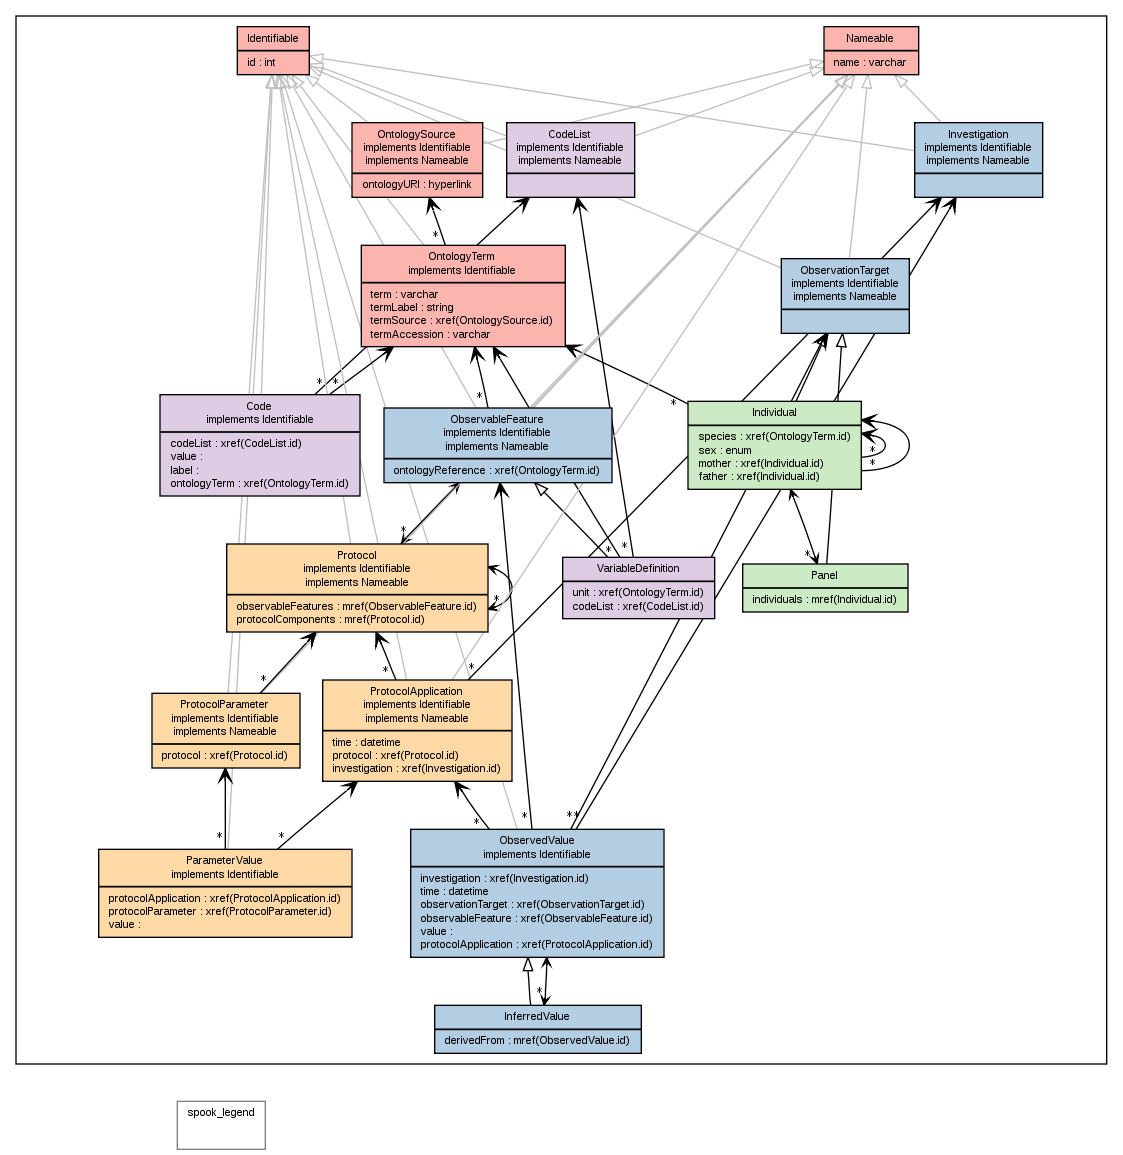 Identifiable
id : int
Nameable
name : varchar
OntologySource
implements Identifiable
implements Nameable
ontologyURI : hyperlink
CodeList
implements Identifiable
implements Nameable
Investigation
implements Identifiable
implements Nameable
*
OntologyTerm
implements Identifiable
term : varchar
termLabel : string
termSource : xref(OntologySource.id)
termAccession : varchar
ObservationTarget
implements Identifiable
implements Nameable
* *
*
*
Code
implements Identifiable
codeList : xref(CodeList.id)
value :
label :
ontologyTerm : xref(OntologyTerm.id)
ObservableFeature
implements Identifiable
implements Nameable
ontologyReference : xref(OntologyTerm.id)
Individual
species : xref(OntologyTerm.id)
sex : enum
mother : xref(Individual.id)
father : xref(Individual.id)
*
*
*
* *
*
Protocol
implements Identifiable
implements Nameable
observableFeatures : mref(ObservableFeature.id)
protocolComponents : mref(Protocol.id)
*
VariableDefinition
unit : xref(OntologyTerm.id)
codeList : xref(CodeList.id)
Panel
individuals : mref(Individual.id)
*
*
*
ProtocolParameter
implements Identifiable
implements Nameable
protocol : xref(Protocol.id)
ProtocolApplication
implements Identifiable
implements Nameable
time : datetime
protocol : xref(Protocol.id)
investigation : xref(Investigation.id)
*
*
*
*
**
ParameterValue
implements Identifiable
protocolApplication : xref(ProtocolApplication.id)
protocolParameter : xref(ProtocolParameter.id)
value :
ObservedValue
implements Identifiable
investigation : xref(Investigation.id)
time : datetime
observationTarget : xref(ObservationTarget.id)
observableFeature : xref(ObservableFeature.id)
value :
protocolApplication : xref(ProtocolApplication.id)
*
InferredValue
derivedFrom : mref(ObservedValue.id)
spook_legend